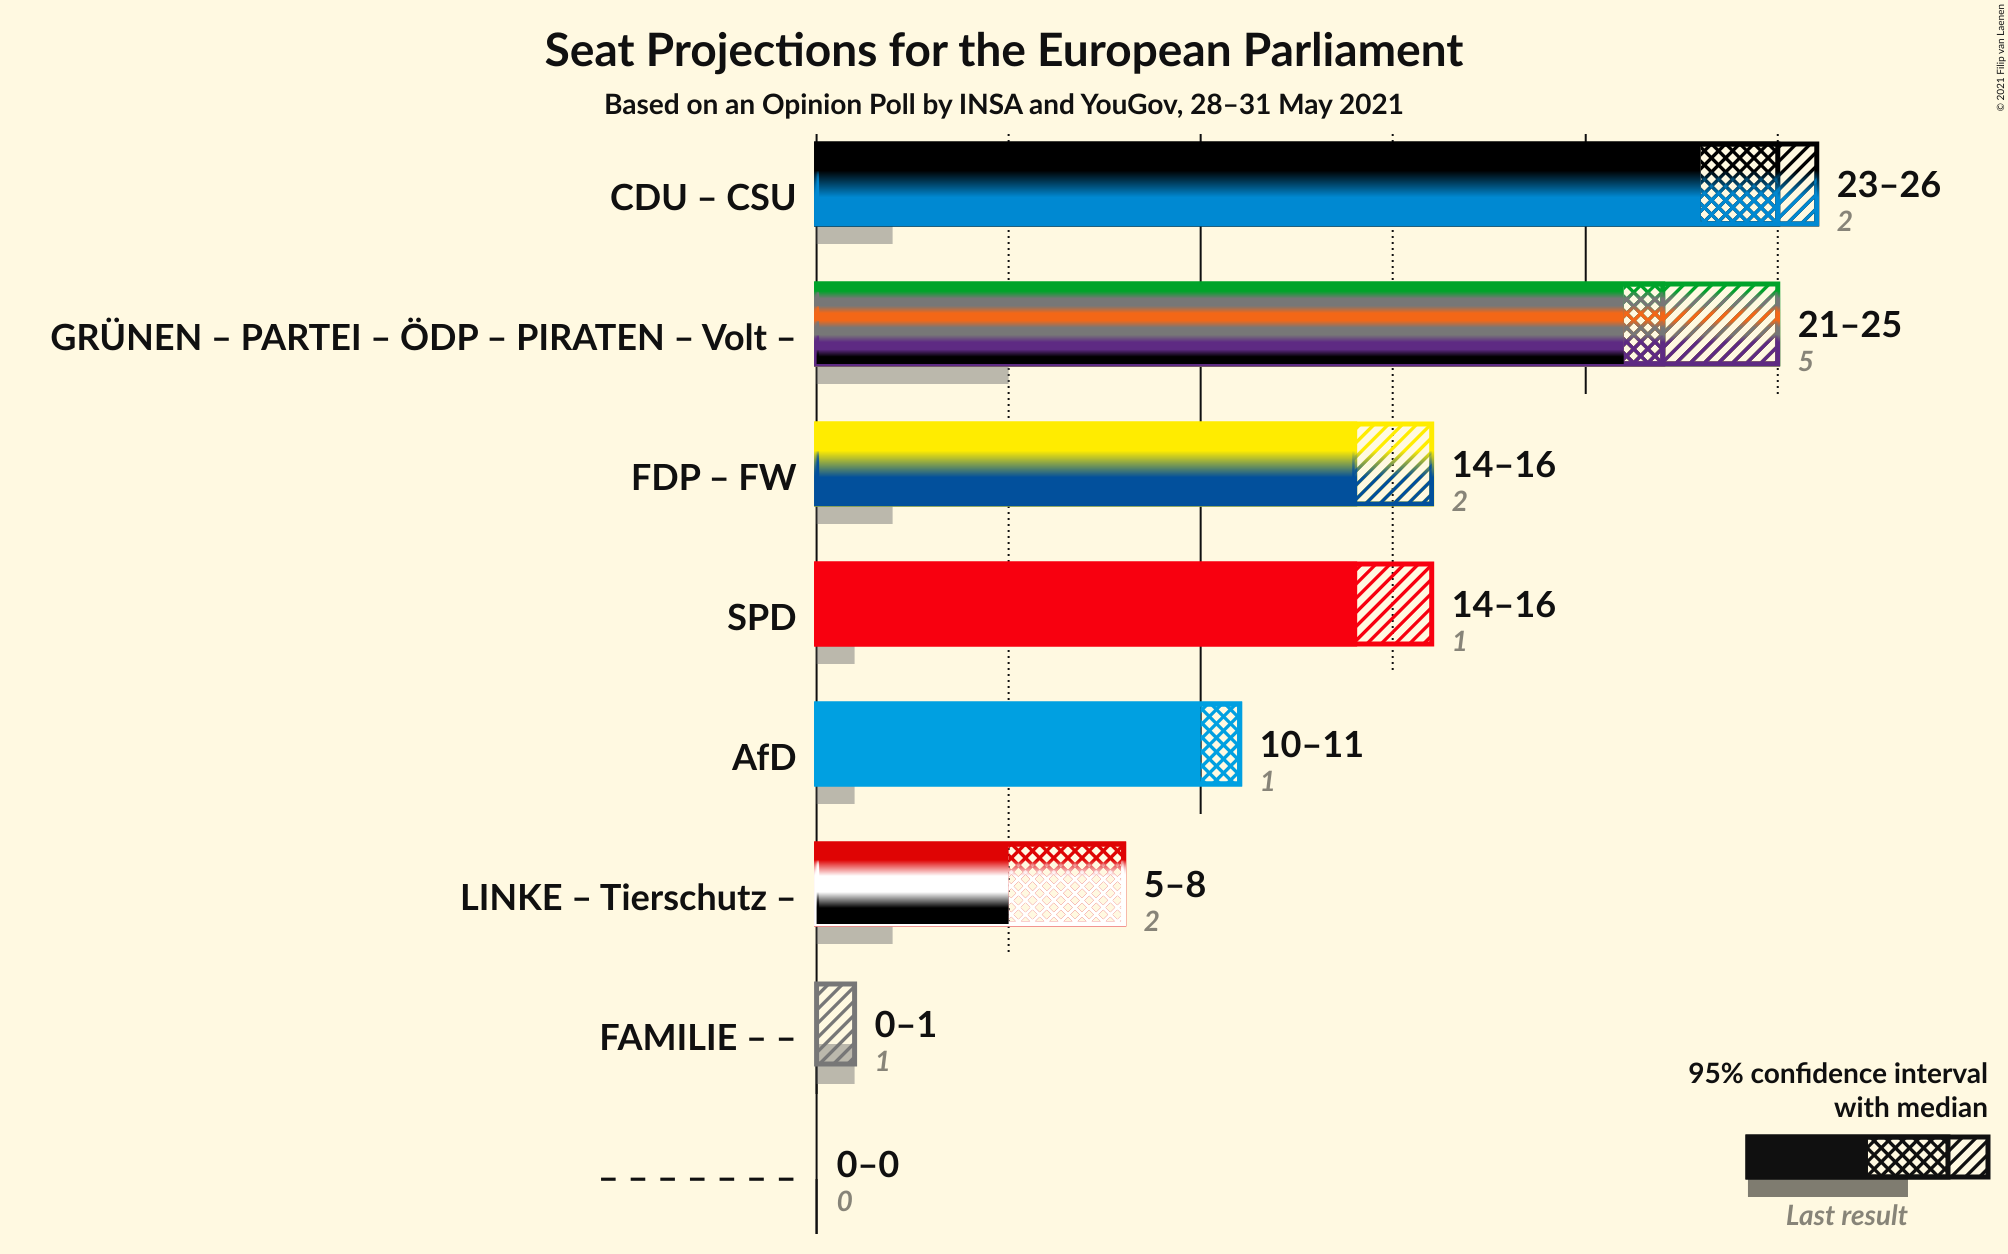 Seat Projections for the European Parliament
Based on an Opinion Poll by INSA and YouGov, 28–31 May 2021
© 2021 Filip van Laenen
CDU – CSU
23–26
2
GRÜNEN – PARTEI – ÖDP – PIRATEN – Volt –
21–25
5
FDP – FW
14–16
2
SPD
14–16
1
AfD
10–11
1
LINKE – Tierschutz –
5–8
2
FAMILIE – –
0–1
1
– – – – – – –
0–0
0
95% confidence interval
with median
Last result